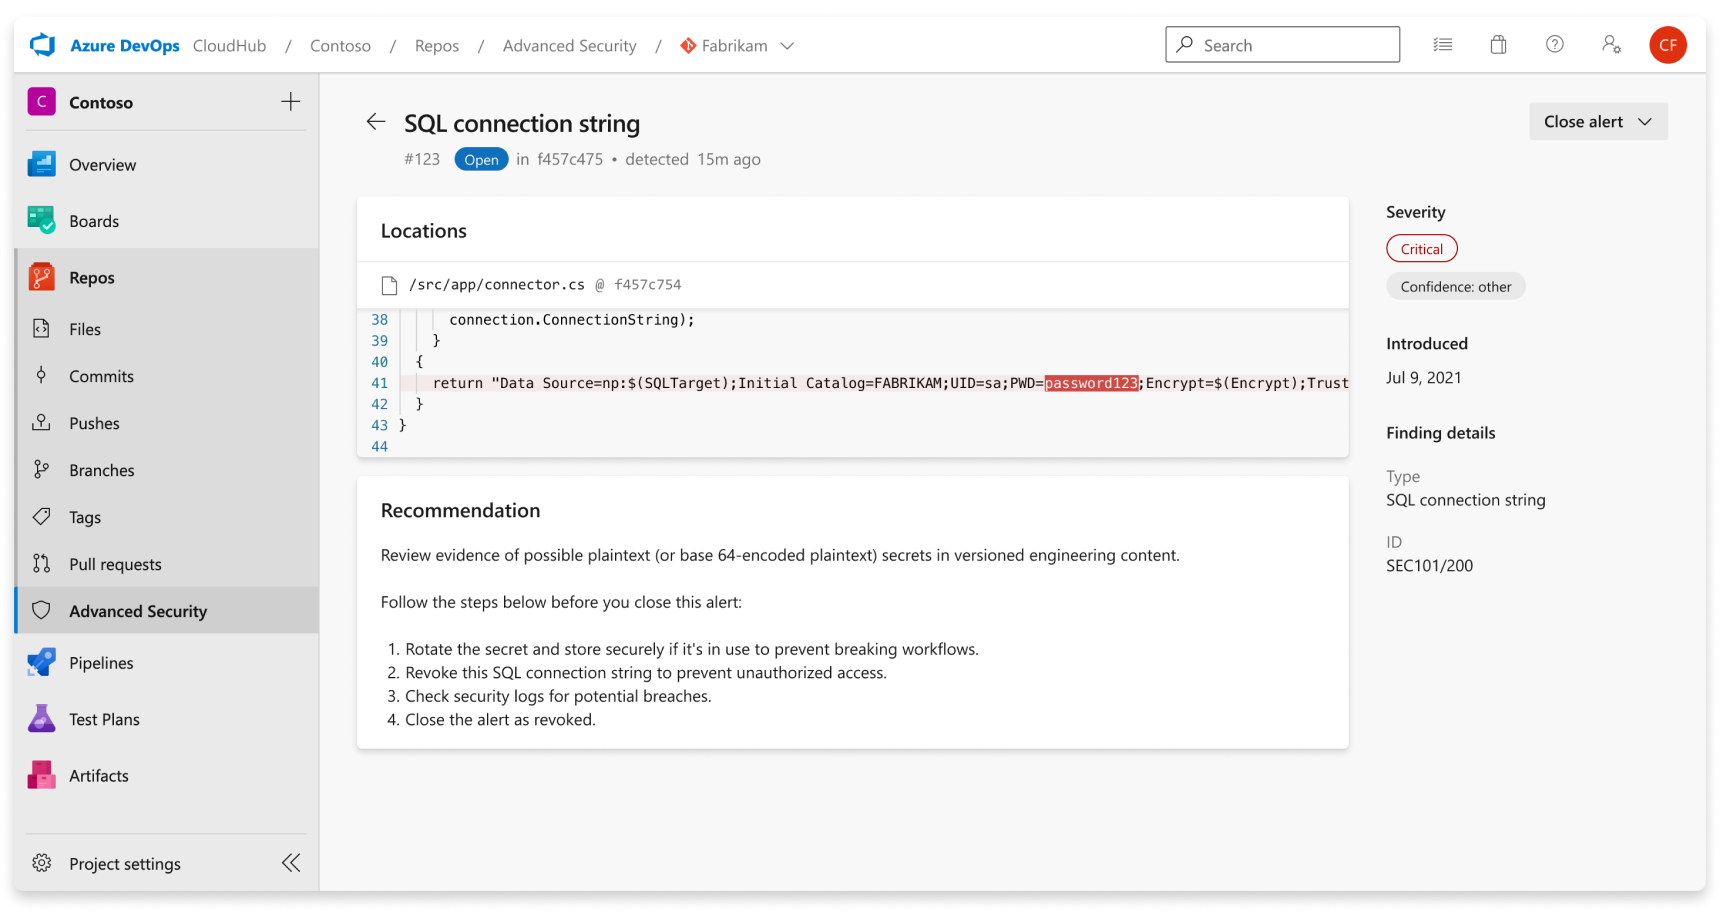 Azure DevOps CloudHub / Contoso / Repos / Advanced Security / Fabrikam
Search
CF
C Contoso
Overview
Boards
Repos
Files
Commits
Pushes
Branches
Tags
Pull requests
Advanced Security
Pipelines
Test Plans
Artifacts
Project settings
SQL connection string
#123 Open in f457c475 • detected 15m ago
Close alert
Locations
/src/app/connector.cs @ f457c754
38 connection.ConnectionString);
39 }
40 {
41 return "Data Source=np:$(SQLTarget);Initial Catalog=FABRIKAM;UID=sa;PWD=password123;Encrypt=$(Encrypt);Trust
42 }
43 }
44
Recommendation
Review evidence of possible plaintext (or base 64-encoded plaintext) secrets in versioned engineering content.
Follow the steps below before you close this alert:
1. Rotate the secret and store securely if it's in use to prevent breaking workflows.
2. Revoke this SQL connection string to prevent unauthorized access.
3. Check security logs for potential breaches.
4. Close the alert as revoked.
Severity
Critical
Confidence: other
Introduced
Jul 9, 2021
Finding details
Type
SQL connection string
ID
SEC101/200